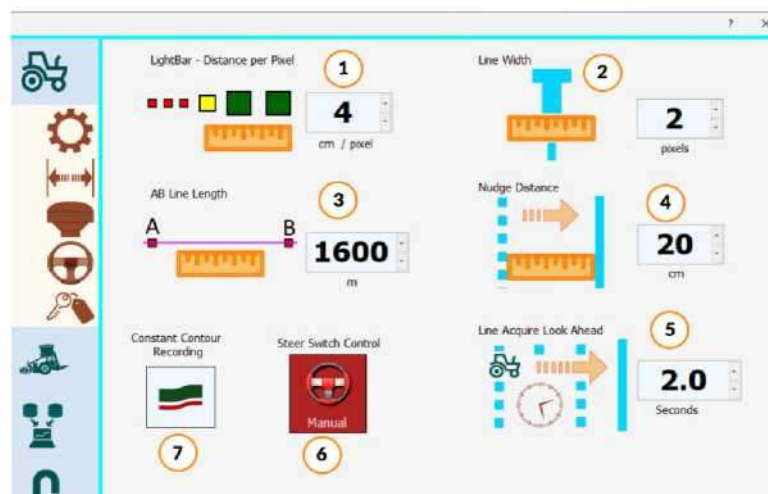 ? ×
LightBar - Distance per Pixel
1
4
cm / pixel
Line Width
2
2
pixels
AB Line Length
3
A B
1600
m
Nudge Distance
4
20
cm
Constant Contour
Recording
7
Steer Switch Control
Manual
6
Line Acquire Look Ahead
5
2.0
Seconds